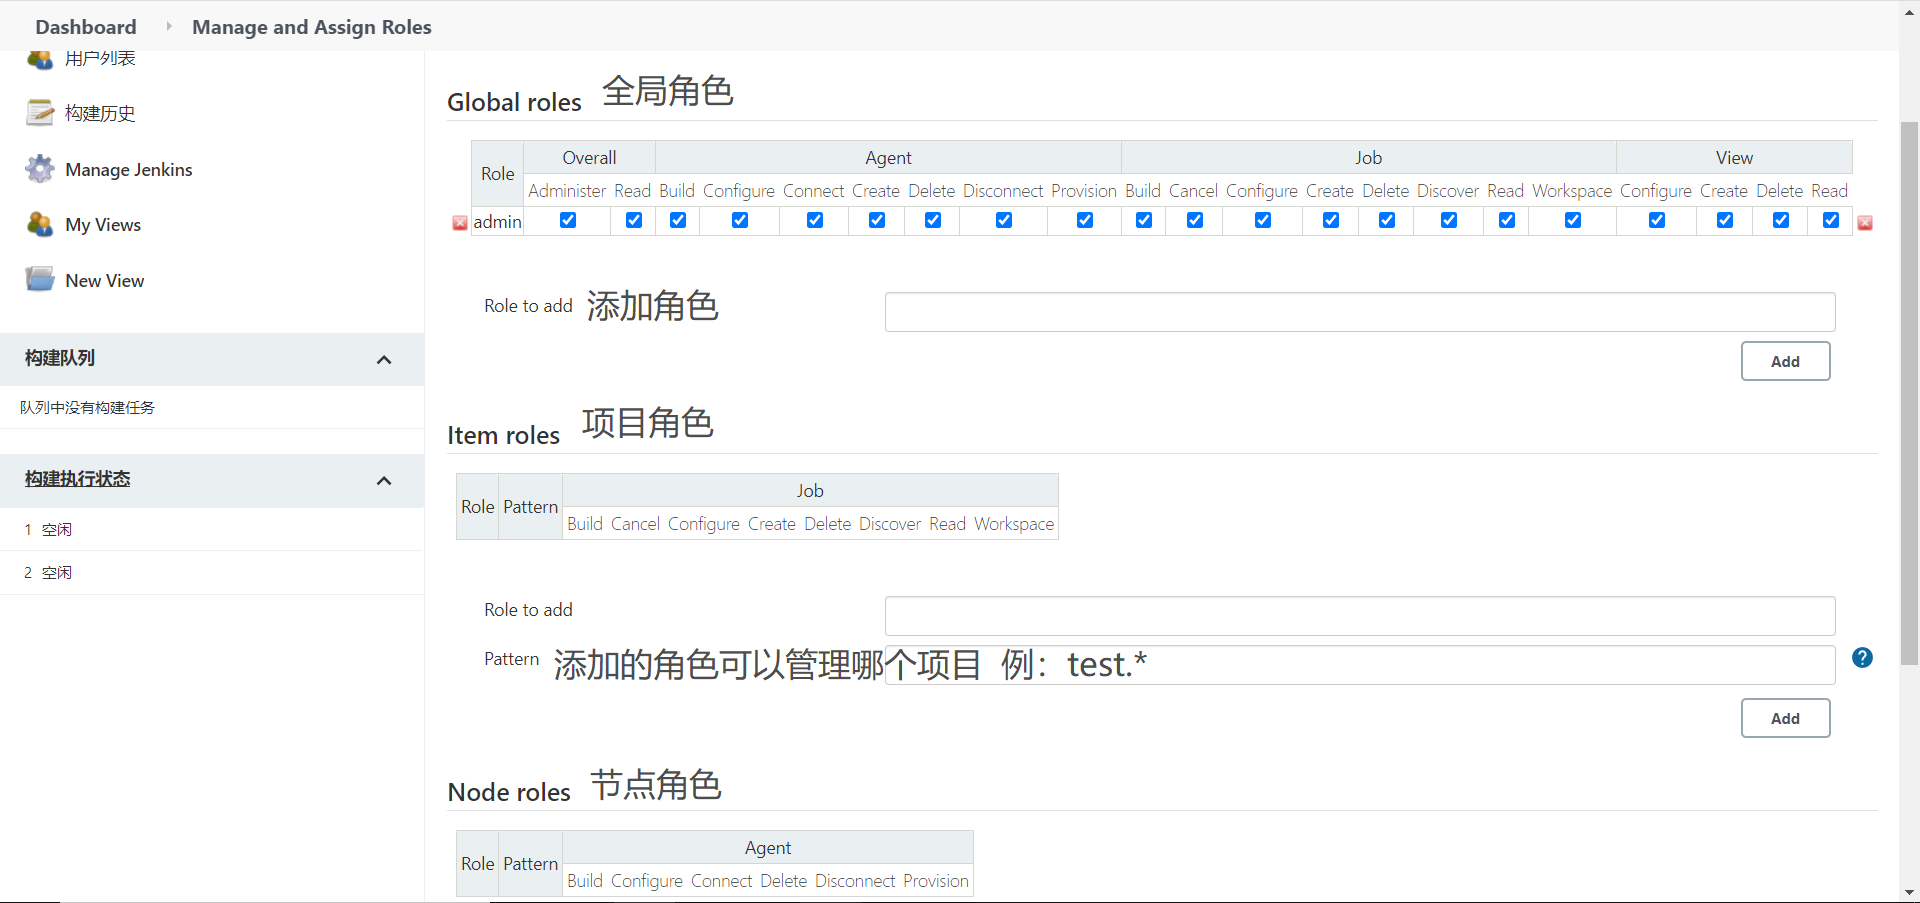 Dashboard Manage and Assign Roles
用户列表
构建历史
Manage Jenkins
My Views
New View
构建队列
队列中没有构建任务
构建执行状态
1 空闲
2 空闲
Global roles 全局角色
Role Overall Agent Job View
Administer Read Build Configure Connect Create Delete Disconnect Provision Build Cancel Configure Create Delete Discover Read Workspace Configure Create Delete Read
admin
Role to add 添加角色
Add
Item roles 项目角色
Role Pattern Job
Build Cancel Configure Create Delete Discover Read Workspace
Role to add
Pattern 添加的角色可以管理哪个项目 例：test.*
?
Add
Node roles 节点角色
Role Pattern Agent
Build Configure Connect Delete Disconnect Provision